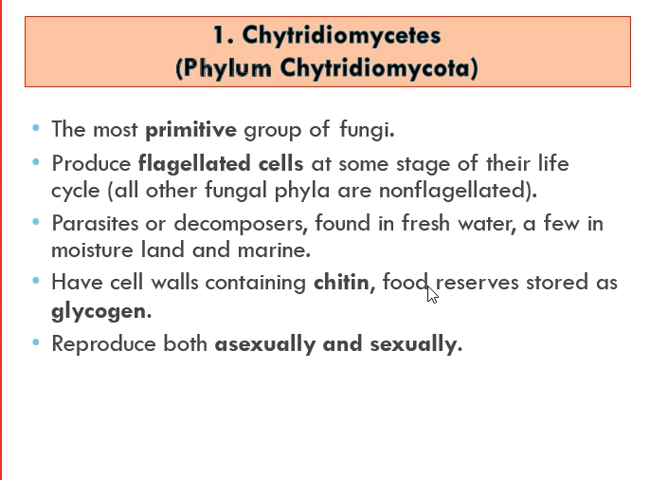 1. Chytridiomycetes
(Phylum Chytridiomycota)
• The most primitive group of fungi.
• Produce flagellated cells at some stage of their life
cycle (all other fungal phyla are nonflagellated).
• Parasites or decomposers, found in fresh water, a few in
moisture land and marine.
• Have cell walls containing chitin, food reserves stored as
glycogen.
• Reproduce both asexually and sexually.